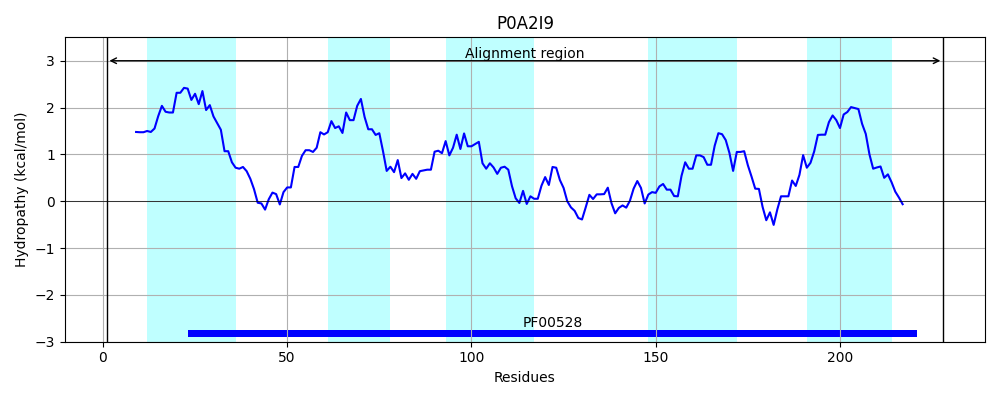 P0A2I9
Alignment region
3
2
1
0
−1
−2
−3
Hydropathy (kcal/mol)
PF00528
0 50 100 150 200
Residues